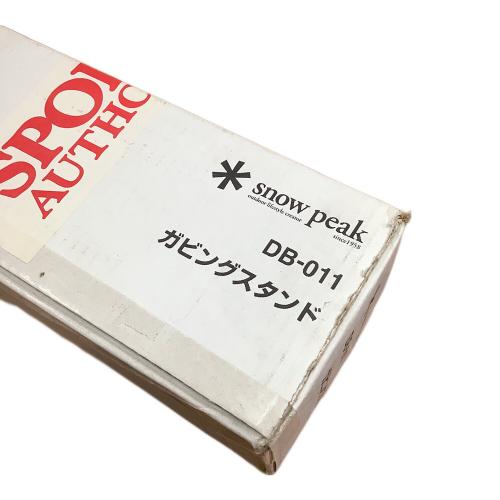 SPO
AUTHO
snow peak
outdoor lifestyle creator
since1958
DB-011
ガビングスタンド